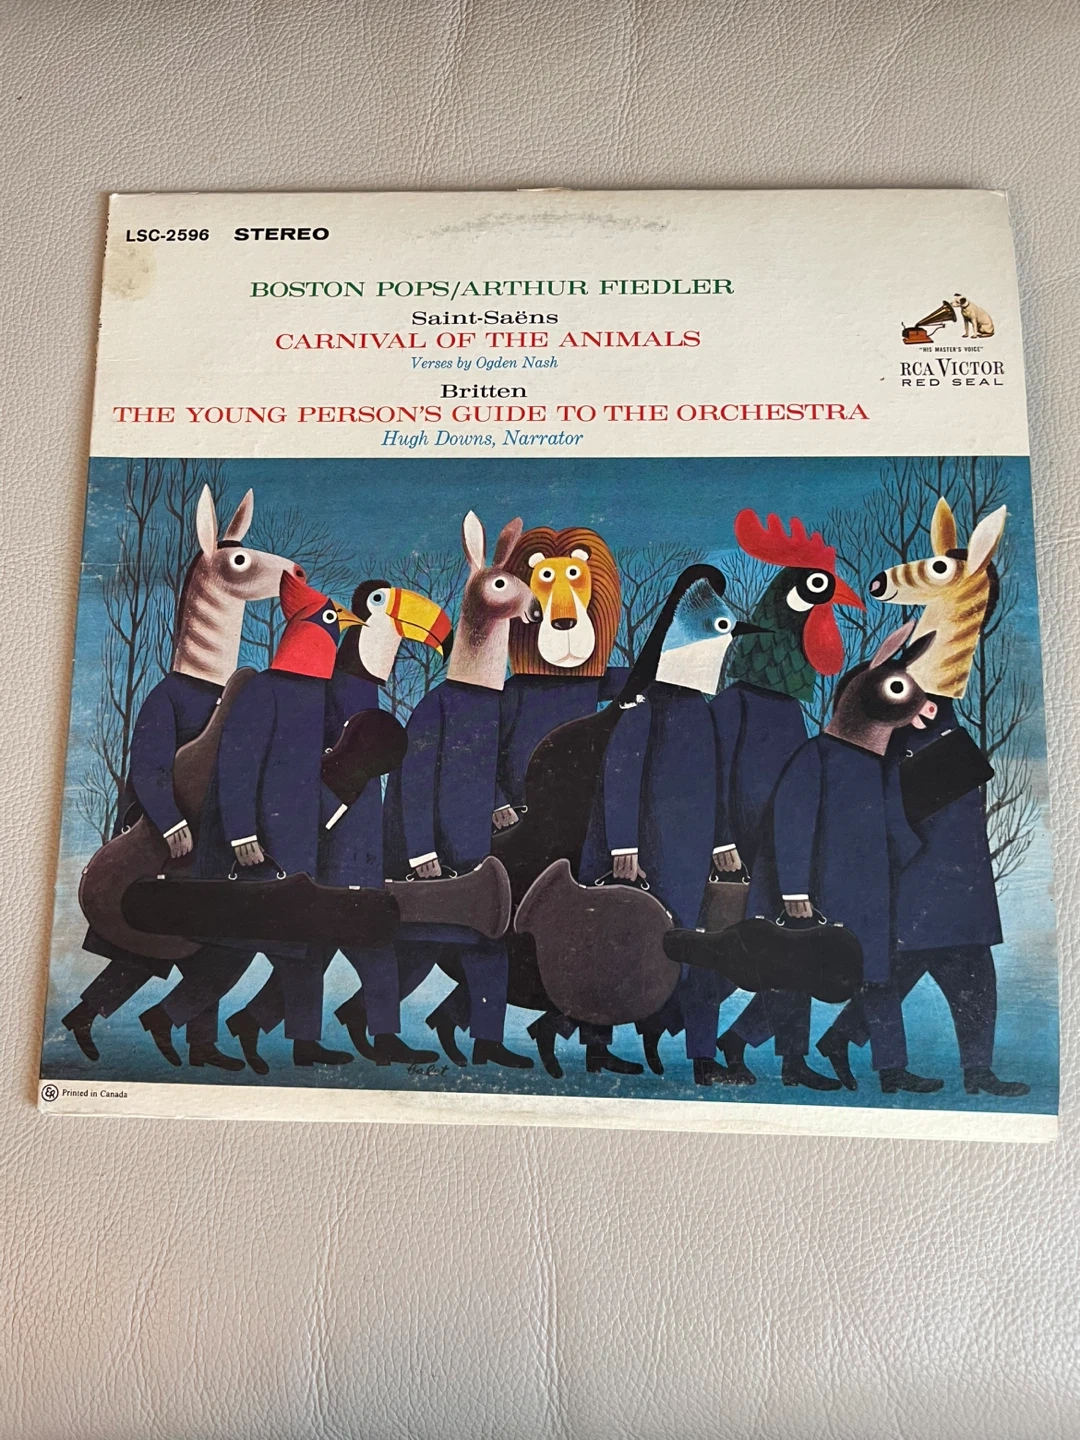 LSC-2596 STEREO
BOSTON POPS/ARTHUR FIEDLER
Saint-Saëns
CARNIVAL OF THE ANIMALS
Verses by Ogden Nash
Britten
THE YOUNG PERSON'S GUIDE TO THE ORCHESTRA
Hugh Downs, Narrator
"HIS MASTER'S VOICE"
RCA VICTOR
RED SEAL
Printed in Canada